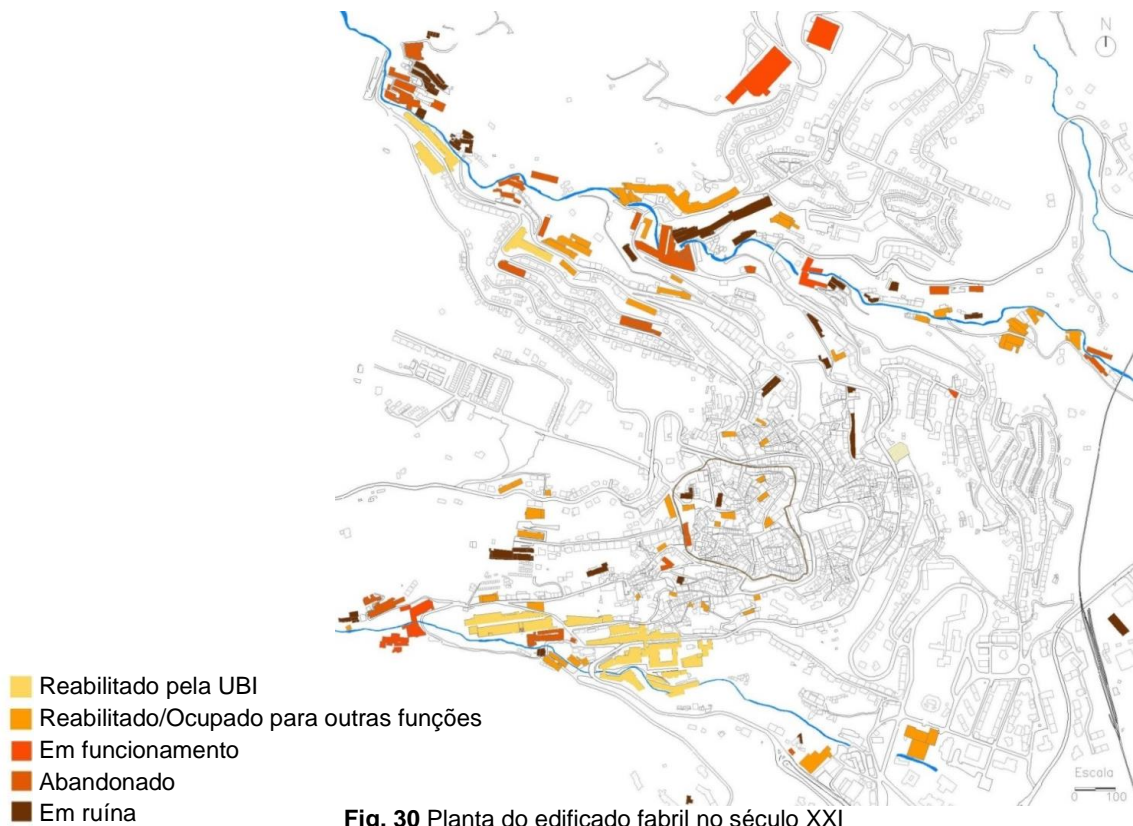 N
Reabilitado pela UBI
Reabilitado/Ocupado para outras funções
Em funcionamento
Abandonado
Em ruína
Escala
0 100
Fig. 30 Planta do edificado fabril no século XXI